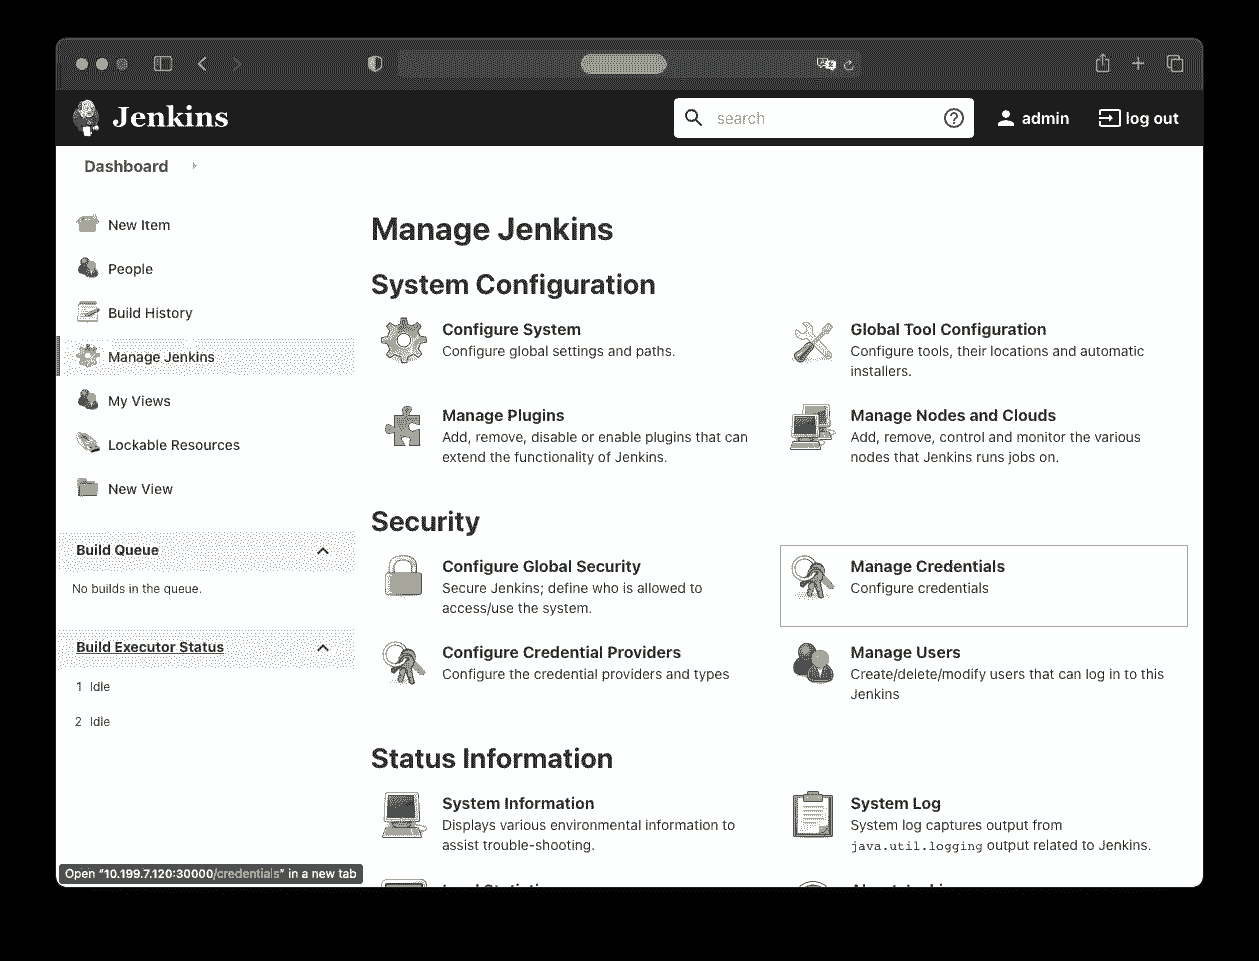 Jenkins
search
admin
log out
Dashboard
New Item
People
Build History
Manage Jenkins
My Views
Lockable Resources
New View
Build Queue
No builds in the queue.
Build Executor Status
1 Idle
2 Idle
Manage Jenkins
System Configuration
Configure System
Configure global settings and paths.
Global Tool Configuration
Configure tools, their locations and automatic
installers.
Manage Plugins
Add, remove, disable or enable plugins that can
extend the functionality of Jenkins.
Manage Nodes and Clouds
Add, remove, control and monitor the various
nodes that Jenkins runs jobs on.
Security
Configure Global Security
Secure Jenkins; define who is allowed to
access/use the system.
Manage Credentials
Configure credentials
Configure Credential Providers
Configure the credential providers and types
Manage Users
Create/delete/modify users that can log in to this
Jenkins
Status Information
System Information
Displays various environmental information to
assist trouble-shooting.
System Log
System log captures output from
java.util.logging output related to Jenkins.
Open "10.199.7.120:30000/credentials" in a new tab